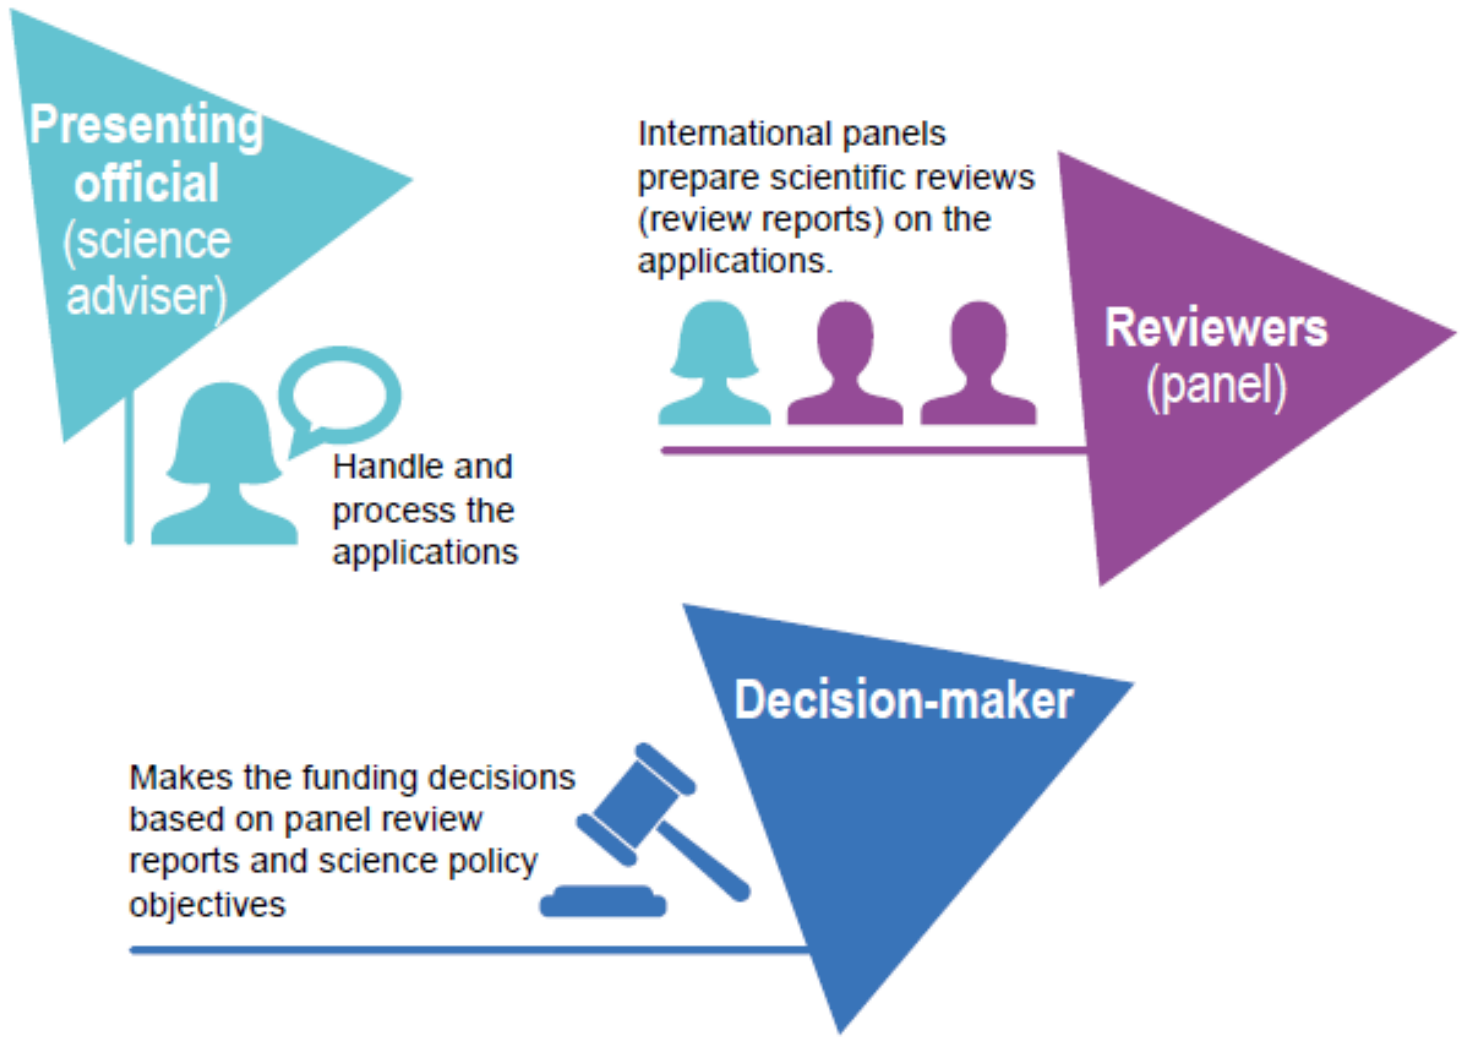 Presenting
official
(science
adviser)
Handle and
process the
applications
International panels
prepare scientific reviews
(review reports) on the
applications.
Reviewers
(panel)
Decision-maker
Makes the funding decisions
based on panel review
reports and science policy
objectives